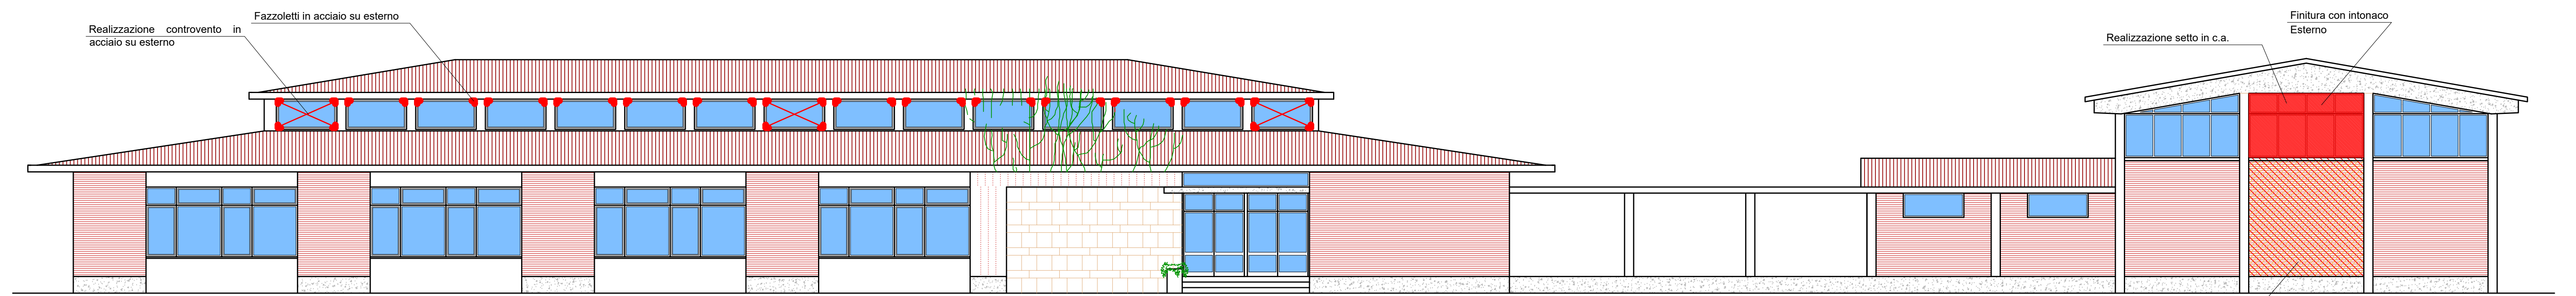 Fazzoletti in acciaio su esterno
Realizzazione controvento in
acciaio su esterno
Finitura con intonaco
Esterno
Realizzazione setto in c.a.